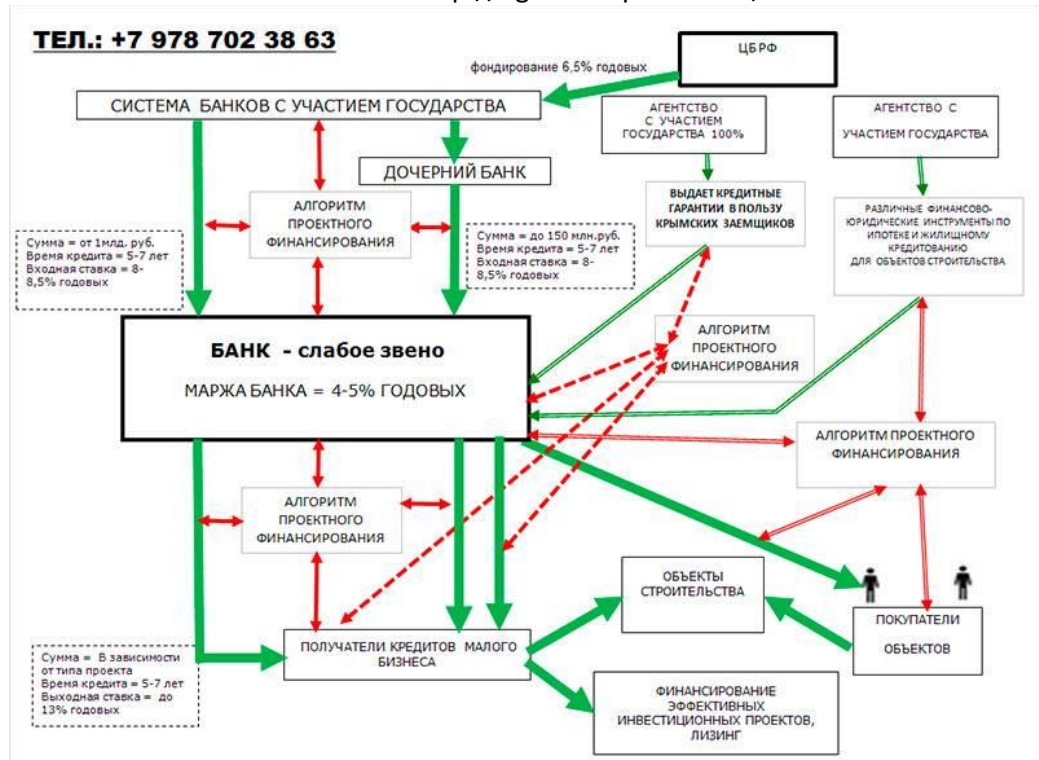 ТЕЛ.: +7 978 702 38 63
ЦБ РФ
фондирование 6,5% годовых
СИСТЕМА БАНКОВ С УЧАСТИЕМ ГОСУДАРСТВА
АГЕНТСТВО
С УЧАСТИЕМ
ГОСУДАРСТВА 100%
АГЕНТСТВО С
УЧАСТИЕМ ГОСУДАРСТВА
ДОЧЕРНИЙ БАНК
АЛГОРИТМ
ПРОЕКТНОГО
ФИНАНСИРОВАНИЯ
ВЫДАЕТ КРЕДИТНЫЕ
ГАРАНТИИ В ПОЛЬЗУ
КРЫМСКИХ ЗАЕМЩИКОВ
РАЗЛИЧНЫЕ ФИНАНСОВО-
ЮРИДИЧЕСКИЕ ИНСТРУМЕНТЫ ПО
ИПОТЕКЕ И ЖИЛИЩНОМУ
КРЕДИТОВАНИЮ
ДЛЯ ОБЪЕКТОВ СТРОИТЕЛЬСТВА
Сумма = от 1млд. руб.
Время кредита = 5-7 лет
Входная ставка = 8-
8,5% годовых
Сумма = до 150 млн.руб.
Время кредита = 5-7 лет
Входная ставка = 8-
8,5% годовых
БАНК - слабое звено
МАРЖА БАНКА = 4-5% ГОДОВЫХ
АЛГОРИТМ
ПРОЕКТНОГО
ФИНАНСИРОВАНИЯ
АЛГОРИТМ ПРОЕКТНОГО
ФИНАНСИРОВАНИЯ
АЛГОРИТМ
ПРОЕКТНОГО
ФИНАНСИРОВАНИЯ
ОБЪЕКТЫ
СТРОИТЕЛЬСТВА
ПОКУПАТЕЛИ
ОБЪЕКТОВ
ПОЛУЧАТЕЛИ КРЕДИТОВ МАЛОГО
БИЗНЕСА
Сумма = В зависимости
от типа проекта
Время кредита = 5-7 лет
Выходная ставка = до
13% годовых
ФИНАНСИРОВАНИЕ
ЭФФЕКТИВНЫХ
ИНВЕСТИЦИОННЫХ ПРОЕКТОВ,
ЛИЗИНГ